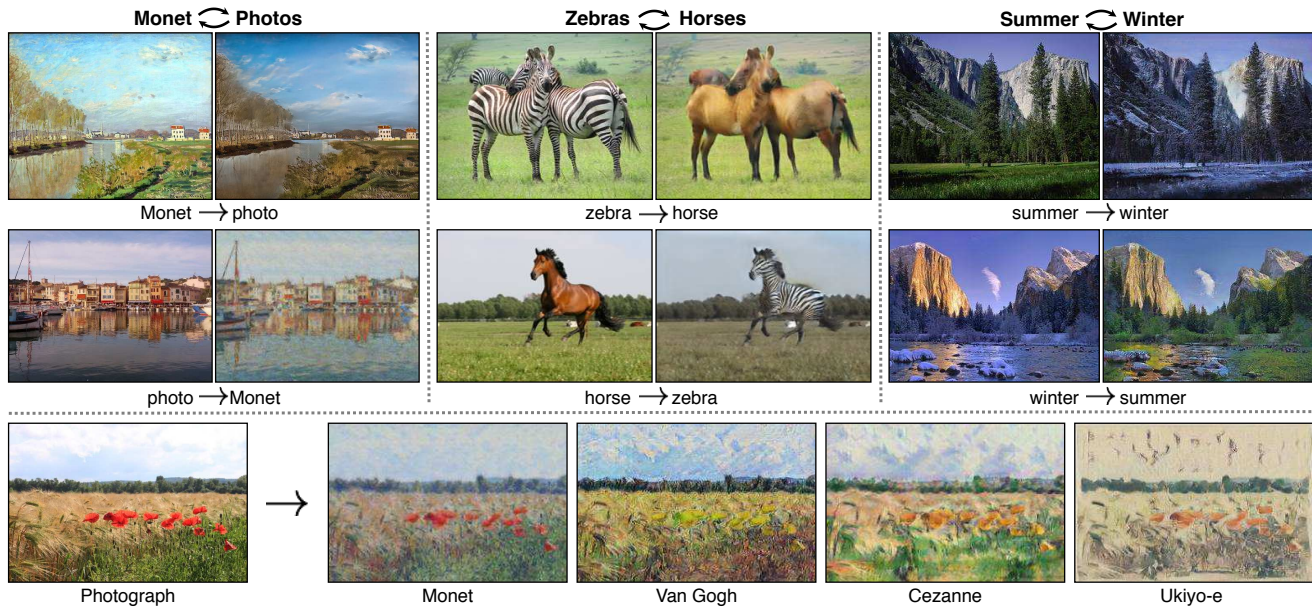 Monet ⇄ Photos
Zebras ⇄ Horses
Summer ⇄ Winter
Monet → photo
zebra → horse
summer → winter
photo → Monet
horse → zebra
winter → summer
Photograph
→
Monet
Van Gogh
Cezanne
Ukiyo-e